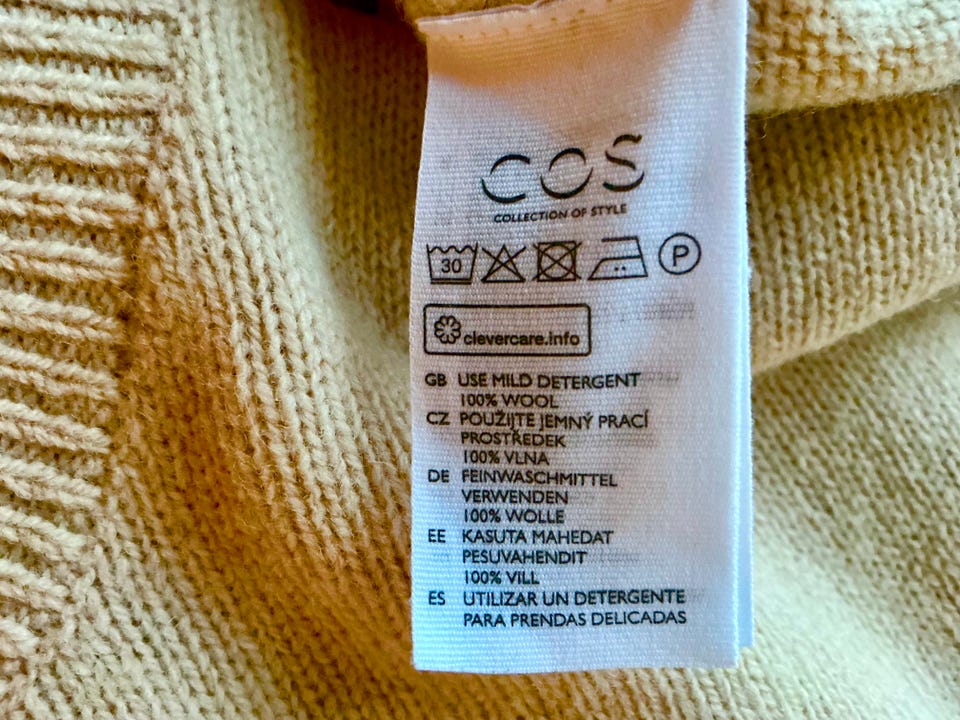 COS
COLLECTION OF STYLE
30
P
clevercare.info
GB USE MILD DETERGENT
100% WOOL
CZ POUŽIJTE JEMNÝ PRACÍ
PROSTŘEDEK
100% VLNA
DE FEINWASCHMITTEL
VERWENDEN
100% WOLLE
EE KASUTA MAHEDAT
PESUVAHENDIT
100% VILL
ES UTILIZAR UN DETERGENTE
PARA PRENDAS DELICADAS